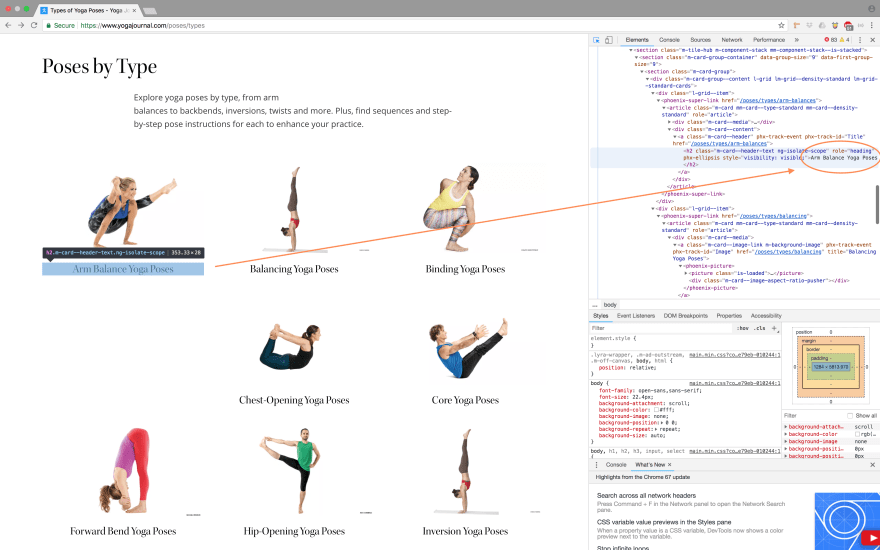 Types of Yoga Poses - Yoga J
Secure
https://www.yogajournal.com/poses/types
Poses by Type
Explore yoga poses by type, from arm
balances to backbends, inversions, twists and more. Plus, find sequences and step-
by-step pose instructions for each to enhance your practice.
h2.m-card--header-text.ng-isolate-scope | 353.33×28
Arm Balance Yoga Poses
Balancing Yoga Poses
Binding Yoga Poses
Chest-Opening Yoga Poses
Core Yoga Poses
Forward Bend Yoga Poses
Hip-Opening Yoga Poses
Inversion Yoga Poses
Elements Console Sources Network Performance » 83 4
<section class="m-tile-hub m-component-stack mm-component-stack--is-stacked">
<section class="m-card-group-container" data-group-size="9" data-first-group-
size="9">
<section class="m-card-group">
<div class="m-card-group--content l-grid lm-grid--density-standard lm-grid-
-standard-cards">
<div class="l-grid--item">
<phoenix-super-link href="/poses/types/arm-balances">
<article class="m-card mm-card--type-standard mm-card--density-
standard" role="article">
<div class="m-card--media">…</div>
<div class="m-card--content">
<a class="m-card--header" phx-track-event phx-track-id="Title"
href="/poses/types/arm-balances">
<h2 class="m-card--header-text ng-isolate-scope" role="heading"
phx-ellipsis style="visibility: visible;">Arm Balance Yoga Poses
</h2>
</a>
</div>
</article>
</phoenix-super-link>
</div>
<div class="l-grid--item">
<phoenix-super-link href="/poses/types/balancing">
<article class="m-card mm-card--type-standard mm-card--density-
standard" role="article">
<div class="m-card--media">
<a class="m-card--image-link m-background-image" phx-track-event
phx-track-id="Image" href="/poses/types/balancing" title="Balancing
Yoga Poses">
<phoenix-picture>
<picture class="is-loaded">…</picture>
<div class="m-card--image-aspect-ratio-pusher"></div>
</phoenix-picture>
</a>
... body
Styles Event Listeners DOM Breakpoints Properties Accessibility
Filter :hov .cls +
element.style {
}
.lyra-wrapper, .m-ad-outstream, main.min.css?co…e79eb-010244:1
.m-off-canvas, body, html {
position: relative;
}
body { main.min.css?co…e79eb-010244:1
font-family: open-sans,sans-serif;
font-size: 22.4px;
background-attachment: scroll;
background-color: #fff;
background-image: none;
background-position: 0 0;
background-repeat: repeat;
background-size: auto;
}
body, h1, h2, h3, input, select main.min.css?co…e79eb-010244:1
position 0
margin -
border -
padding -
Filter Show all
background-attach… scroll
background-color rgb(…
background-image none
background-positi… 0px
background-positi… 0px
Console What's New ×
Highlights from the Chrome 67 update
Search across all network headers
Press Command + F in the Network panel to open the Network Search
pane.
CSS variable value previews in the Styles pane
When a property value is a CSS variable, DevTools now shows a color
preview next to the variable.
Stop infinite loops